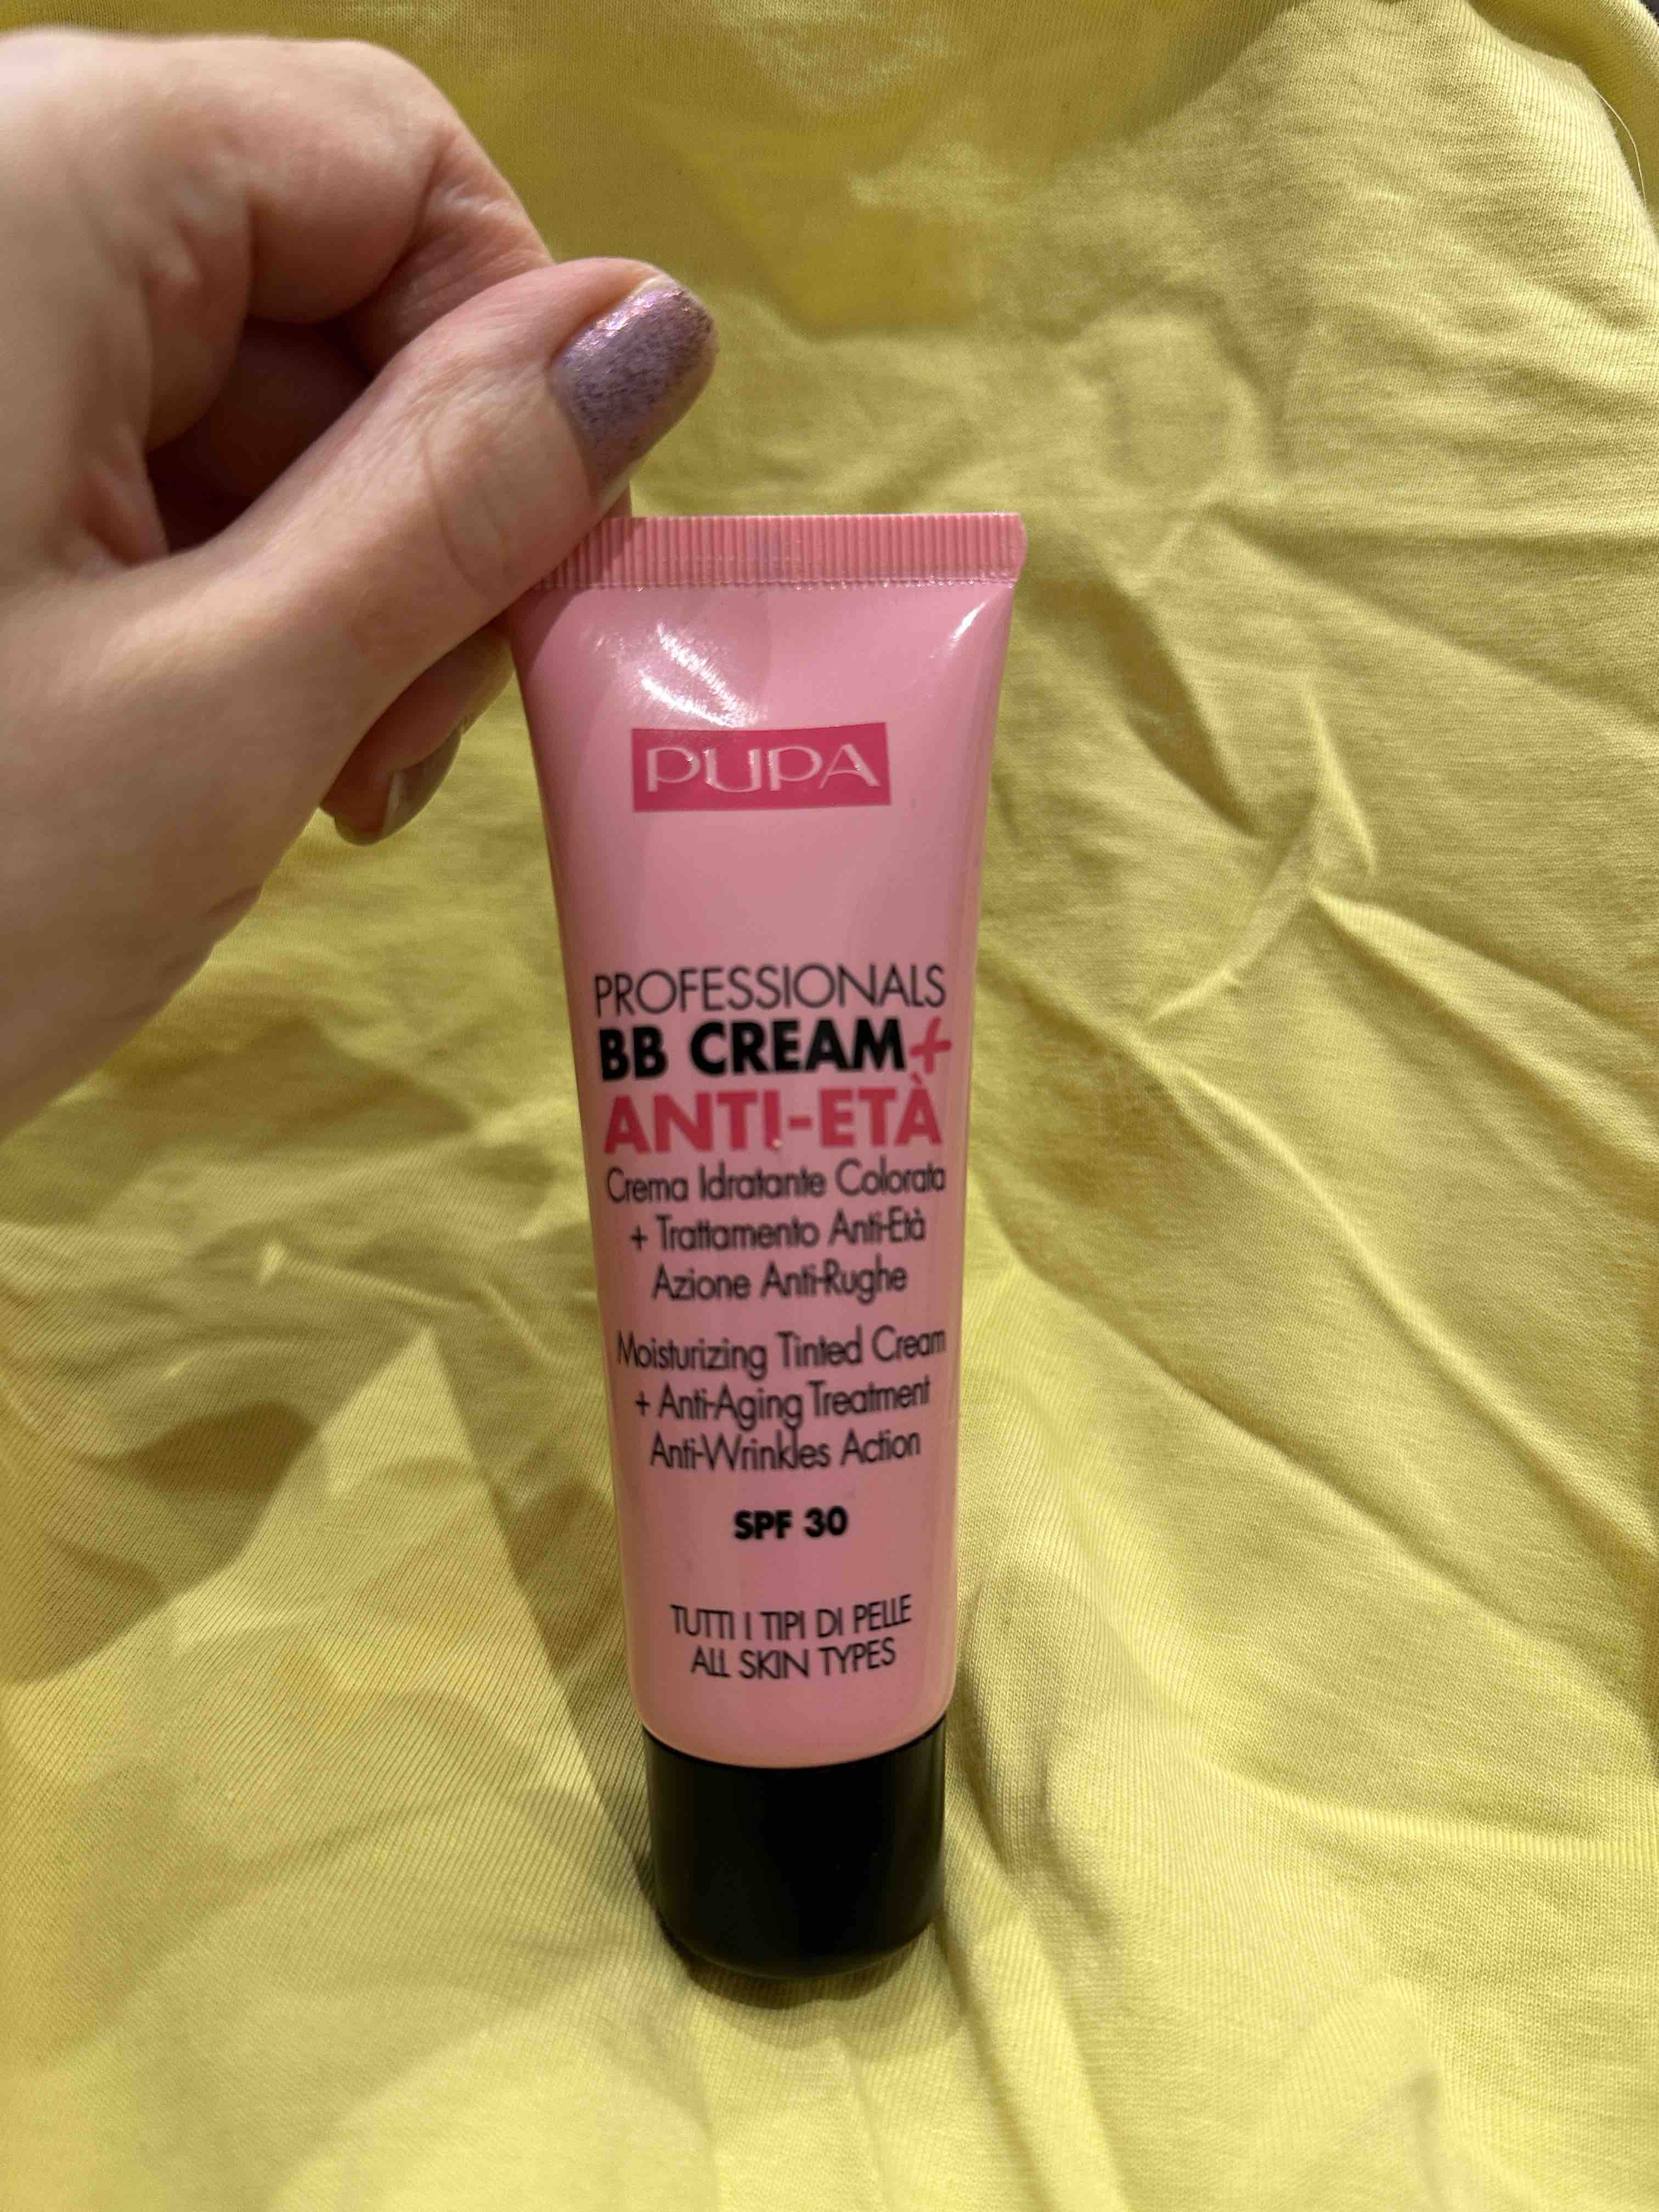 PUPA
PROFESSIONALS
BB CREAM+
ANTI-ETÀ
Crema Idratante Colorata
+ Trattamento Anti-Età
Azione Anti-Rughe
Moisturizing Tinted Cream
+ Anti-Aging Treatment
Anti-Wrinkles Action
SPF 30
TUTTI I TIPI DI PELLE
ALL SKIN TYPES